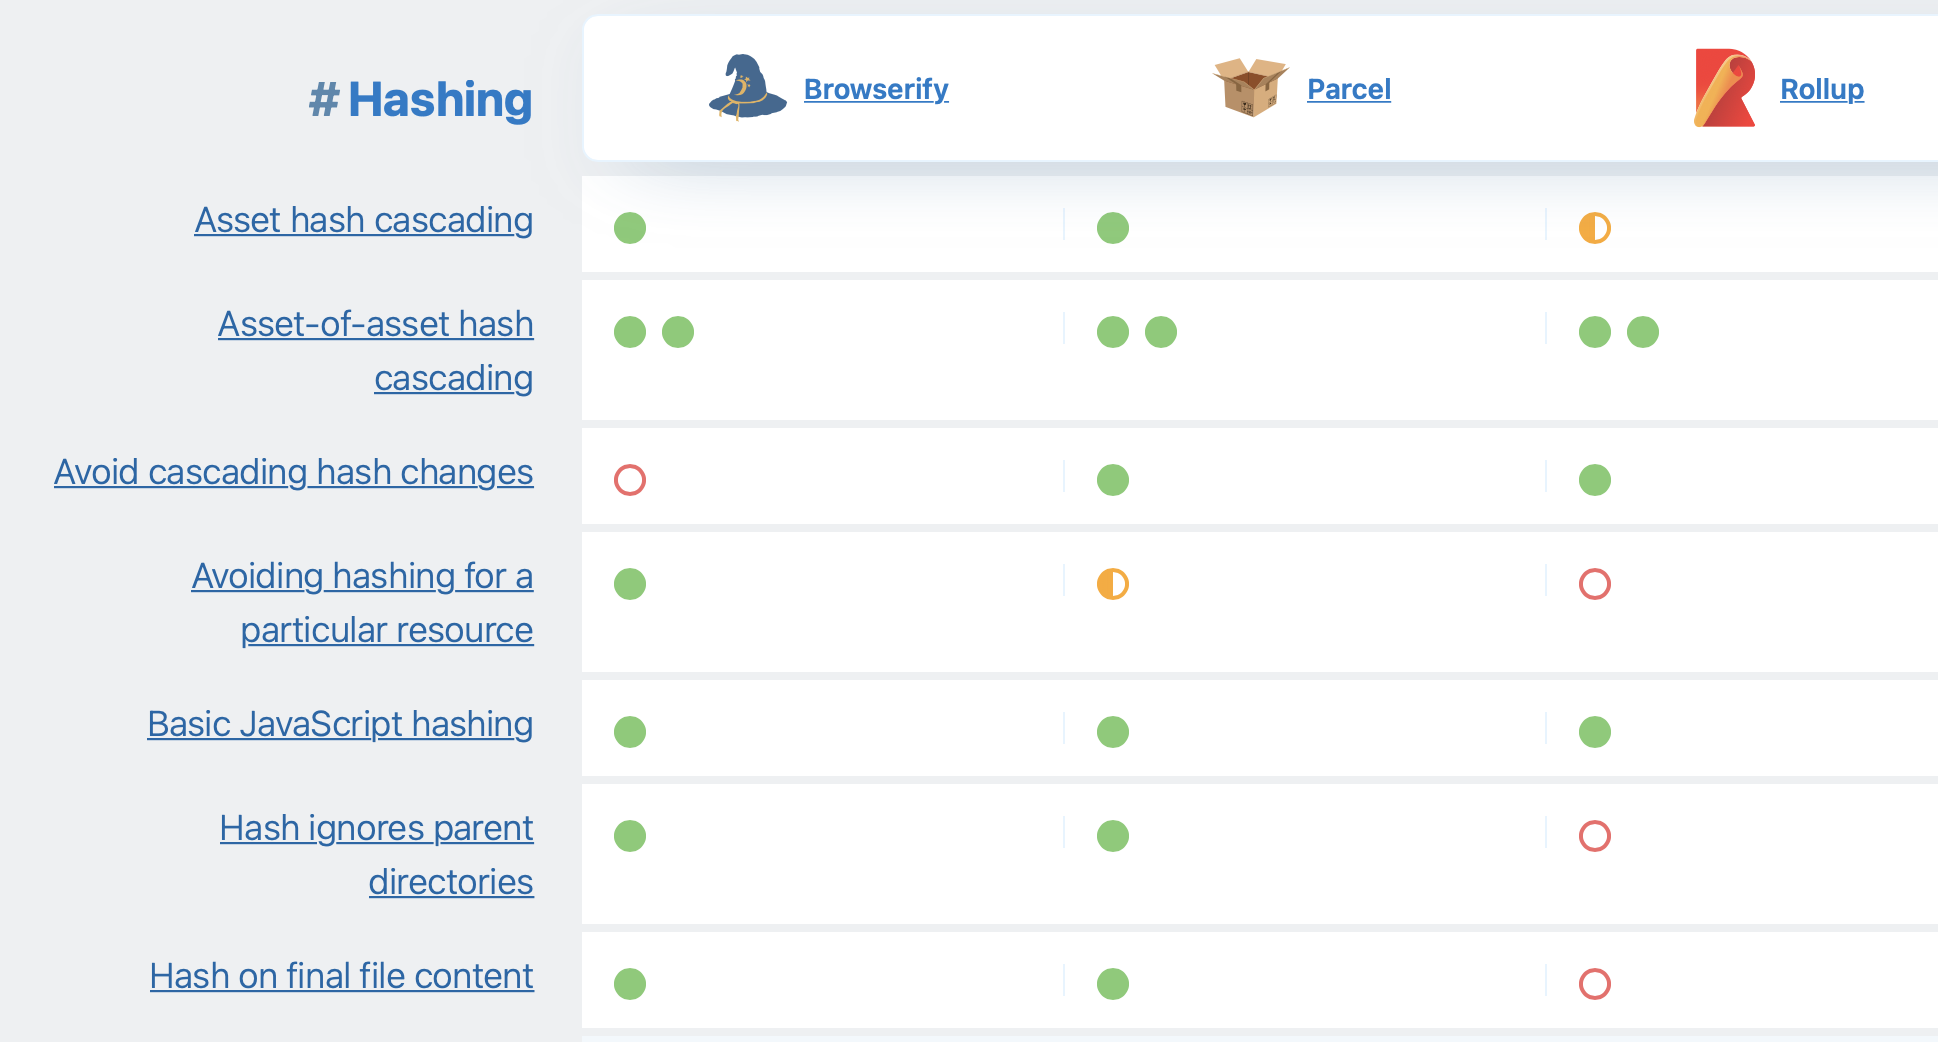 # Hashing
Browserify
Parcel
Rollup
Asset hash cascading
Asset-of-asset hash
cascading
Avoid cascading hash changes
Avoiding hashing for a
particular resource
Basic JavaScript hashing
Hash ignores parent
directories
Hash on final file content